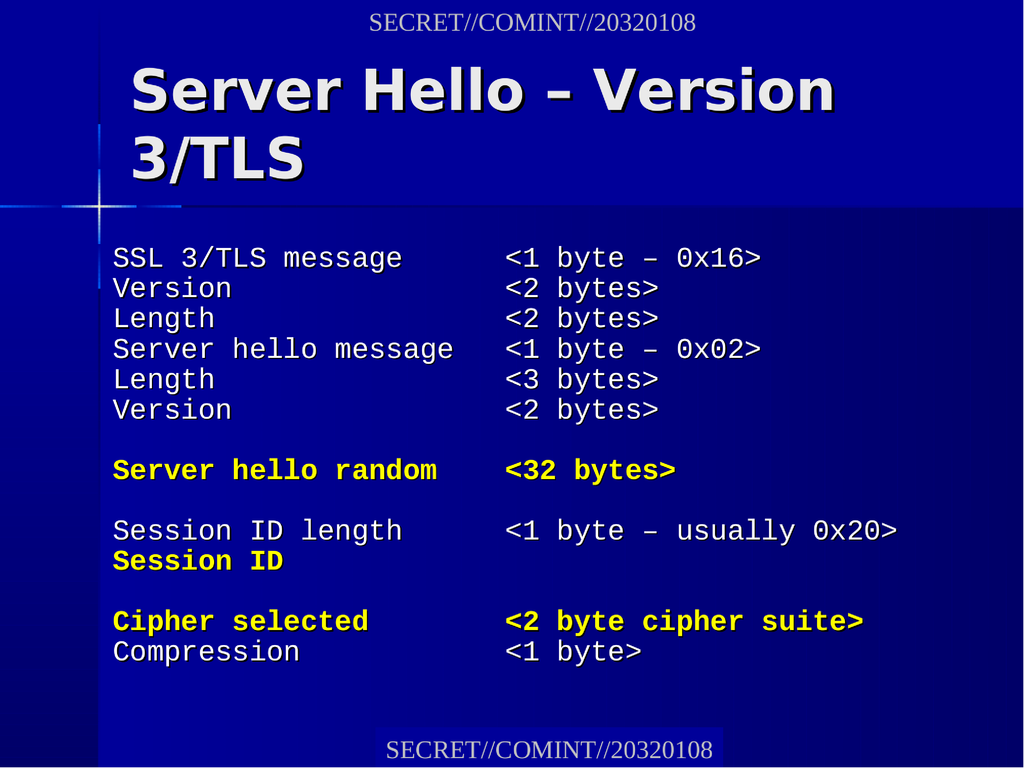 SECRET//COMINT//20320108
Server Hello – Version
3/TLS
SSL 3/TLS message <1 byte – 0x16>
Version <2 bytes>
Length <2 bytes>
Server hello message <1 byte – 0x02>
Length <3 bytes>
Version <2 bytes>
Server hello random <32 bytes>
Session ID length <1 byte – usually 0x20>
Session ID
Cipher selected <2 byte cipher suite>
Compression <1 byte>
SECRET//COMINT//20320108